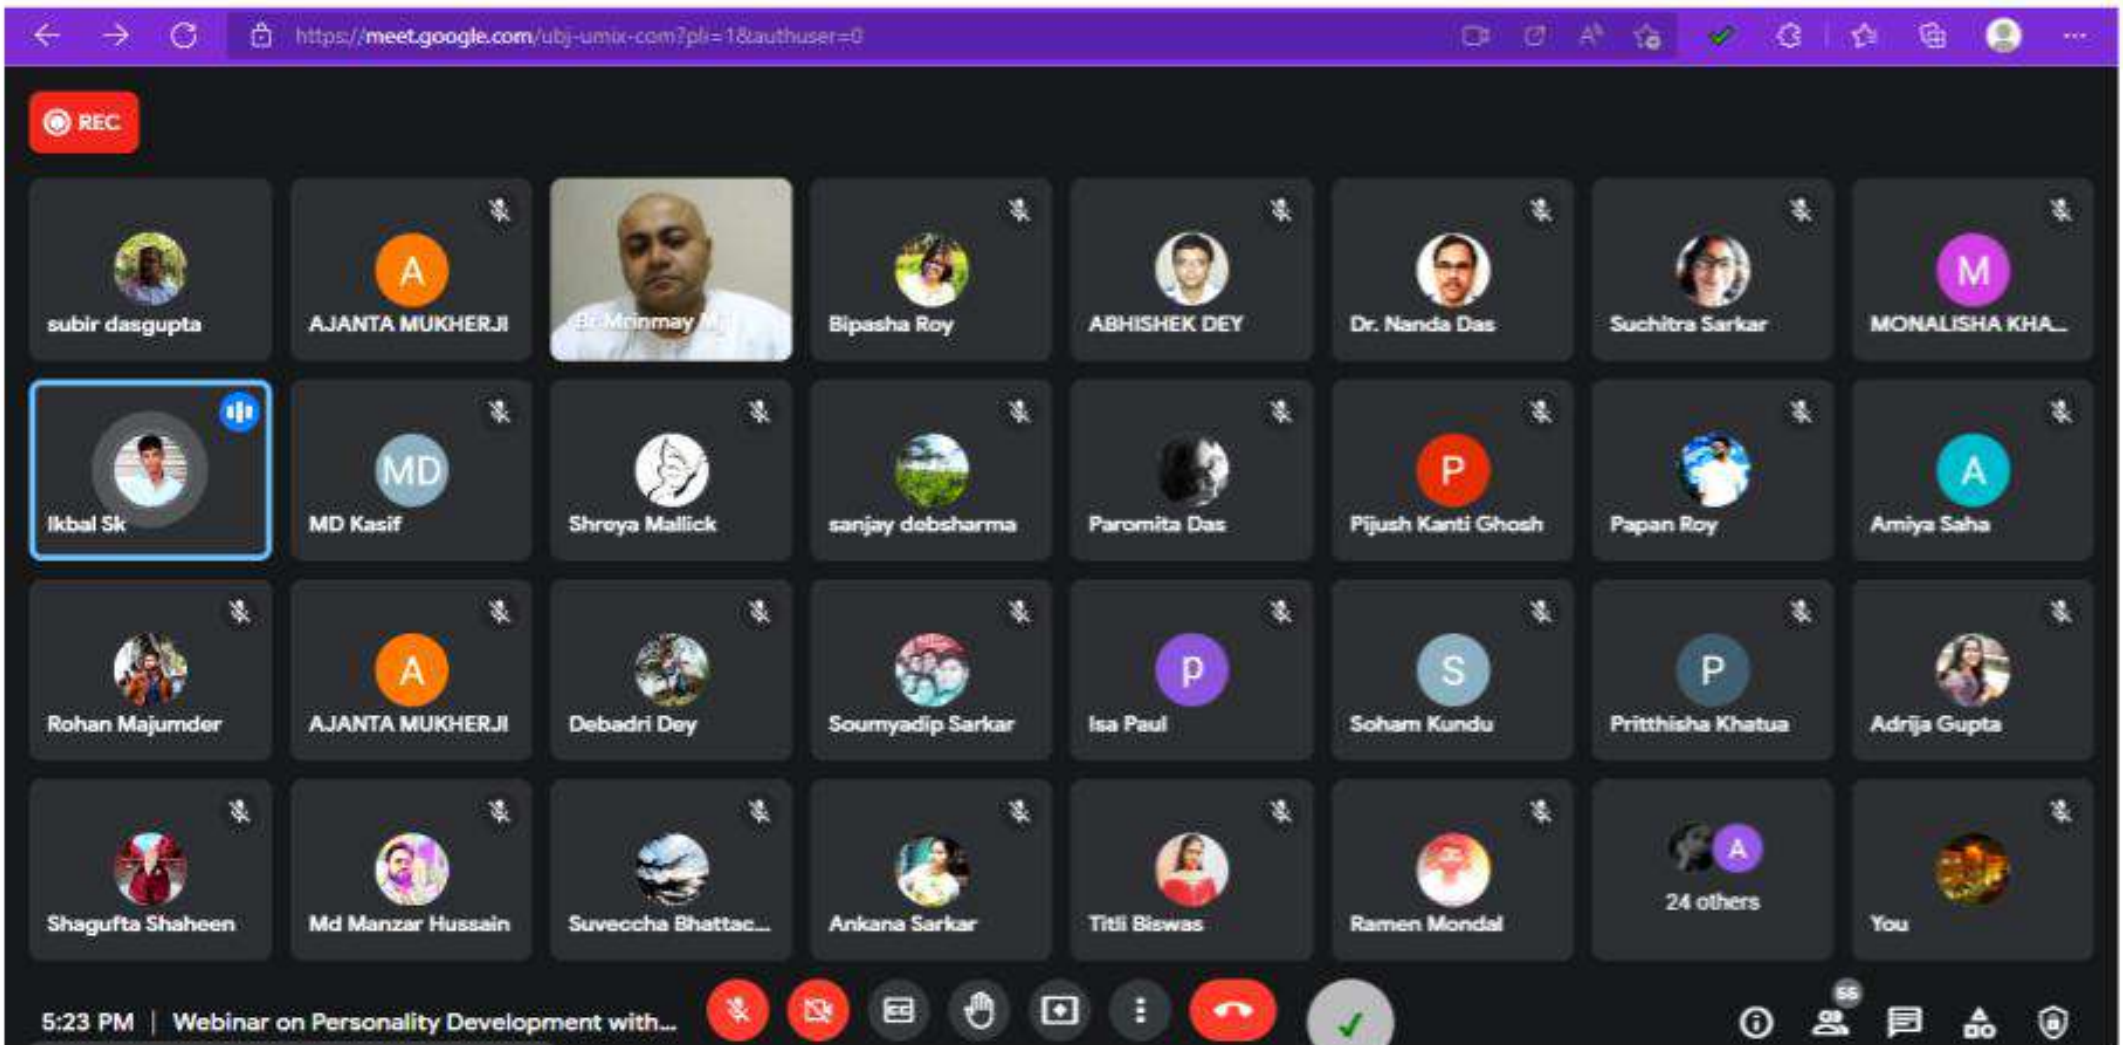 https://meet.google.com/ubj-umix-com?pli=1&authuser=0
REC
subir dasgupta
AJANTA MUKHERJI
Br. Mrinmay
Bipasha Roy
ABHISHEK DEY
Dr. Nanda Das
Suchitra Sarkar
M
MONALISHA KHA...
A
Ikbal Sk
MD
MD Kasif
Shreya Mallick
sanjay debsharma
Paromita Das
P
Pijush Kanti Ghosh
Papan Roy
A
Amiya Saha
Rohan Majumder
A
AJANTA MUKHERJI
Debadri Dey
Soumyadip Sarkar
p
Isa Paul
S
Soham Kundu
P
Pritthisha Khatua
Adrija Gupta
Shagufta Shaheen
Md Manzar Hussain
Suveccha Bhattac...
Ankana Sarkar
Titli Biswas
Ramen Mondal
A
24 others
You
5:23 PM | Webinar on Personality Development with...
CC
55